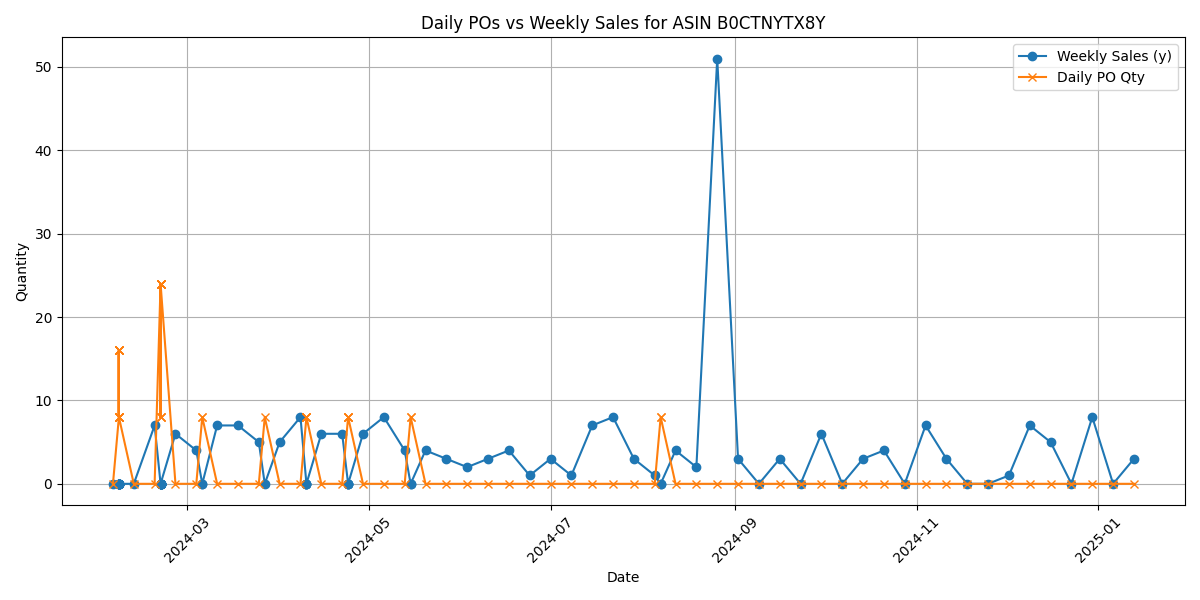 Daily POs vs Weekly Sales for ASIN B0CTNYTX8Y
Weekly Sales (y)
Daily PO Qty
Quantity
50
40
30
20
10
0
2024-03
2024-05
2024-07
2024-09
2024-11
2025-01
Date